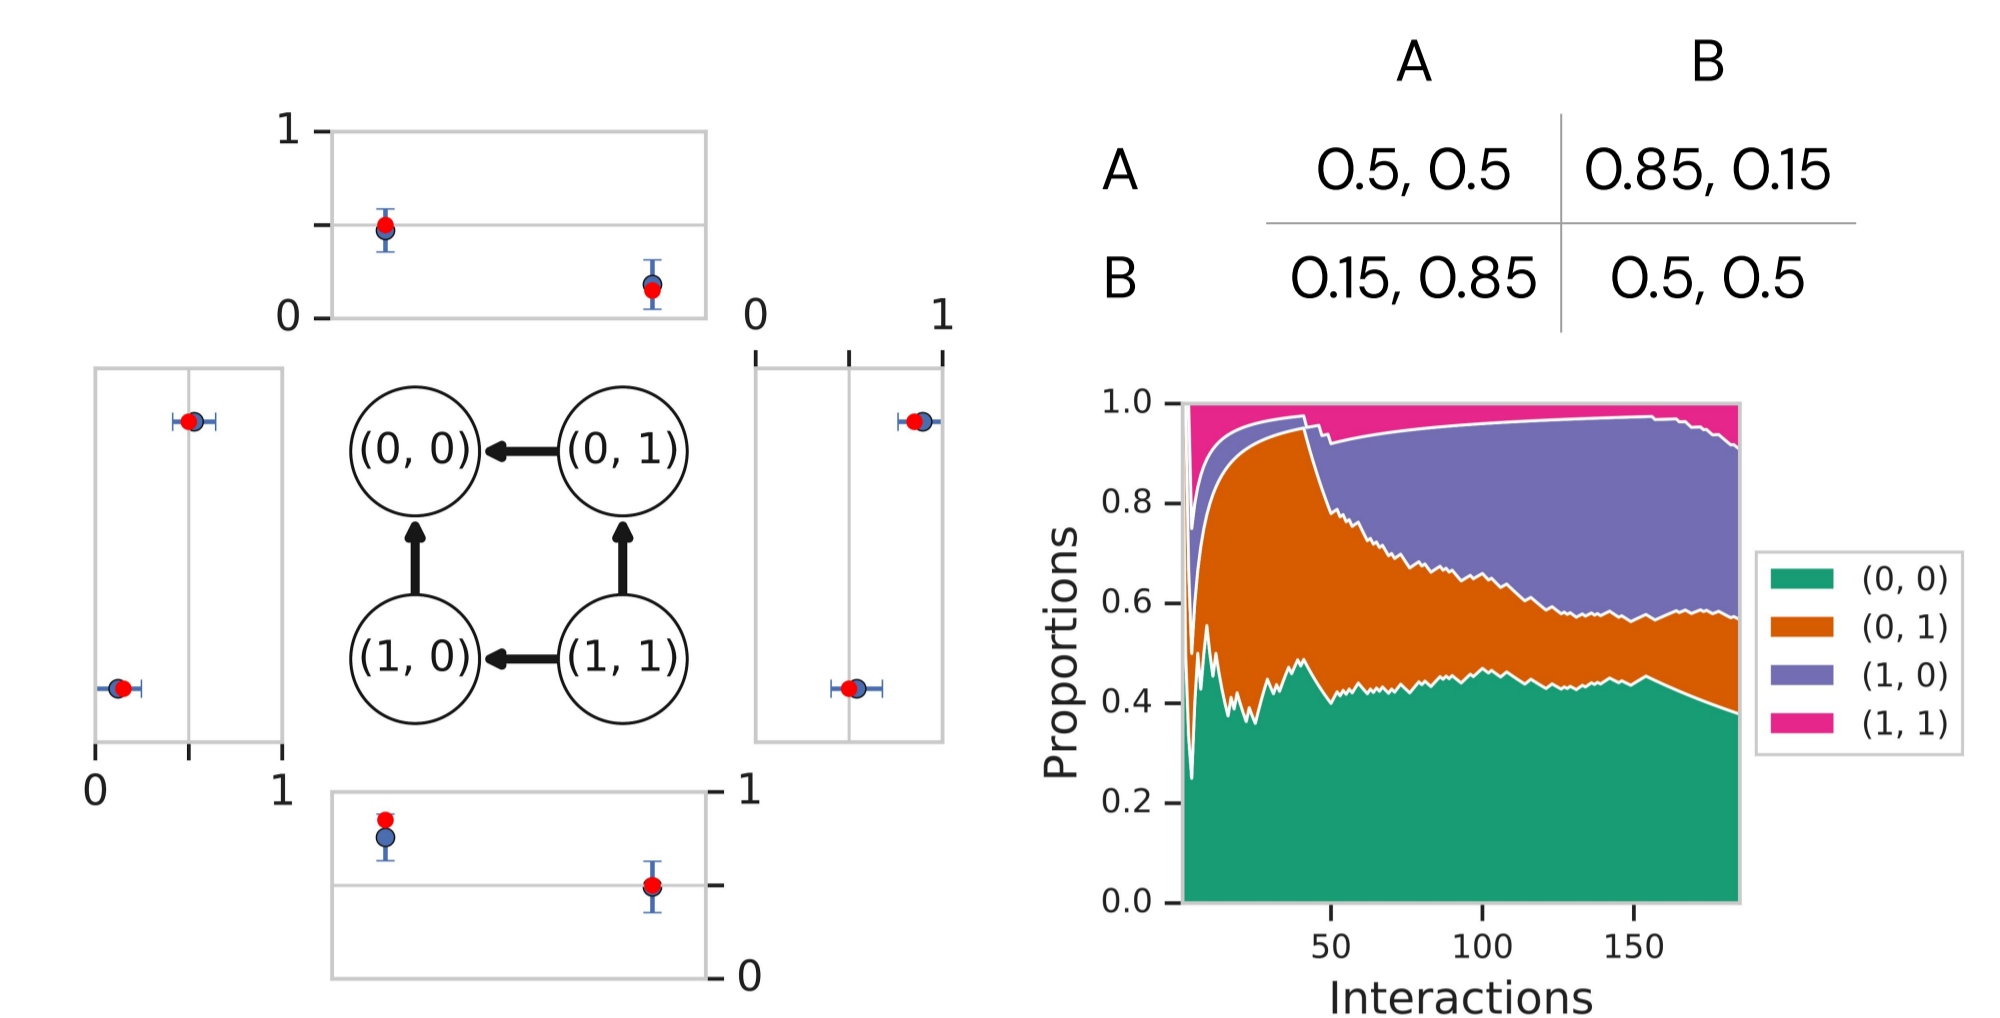 1
0
0 1
(0, 0) (0, 1)
(1, 0) (1, 1)
0 1
1
0
A B
A 0.5, 0.5 0.85, 0.15
B 0.15, 0.85 0.5, 0.5
Proportions
1.0
0.8
0.6
0.4
0.2
0.0
50 100 150
Interactions
(0, 0)
(0, 1)
(1, 0)
(1, 1)